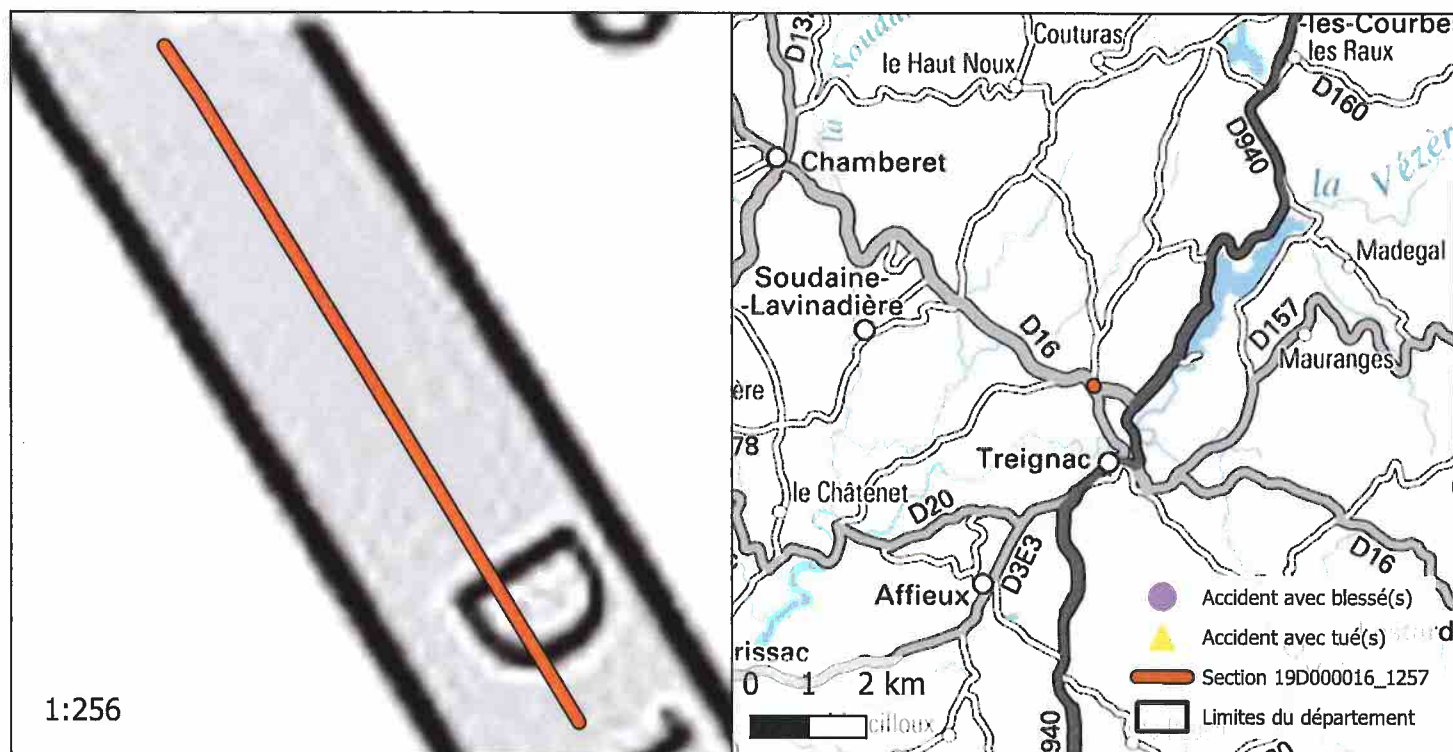 1:256
D
1
-les-Courbe
Couturas
les Raux
le Haut Noux
D160
D940
la Vézèr
Chamberet
Madegal
Soudaine-
-Lavinadière
D16
D157
Mauranges
ère
78
Treignac
le Châtenet
D20
D16
D3E3
Affieux
rissac
0 1 2 km
cilloux
940
Accident avec blessé(s)
Accident avec tué(s)
Section 19D000016_1257
Limites du département